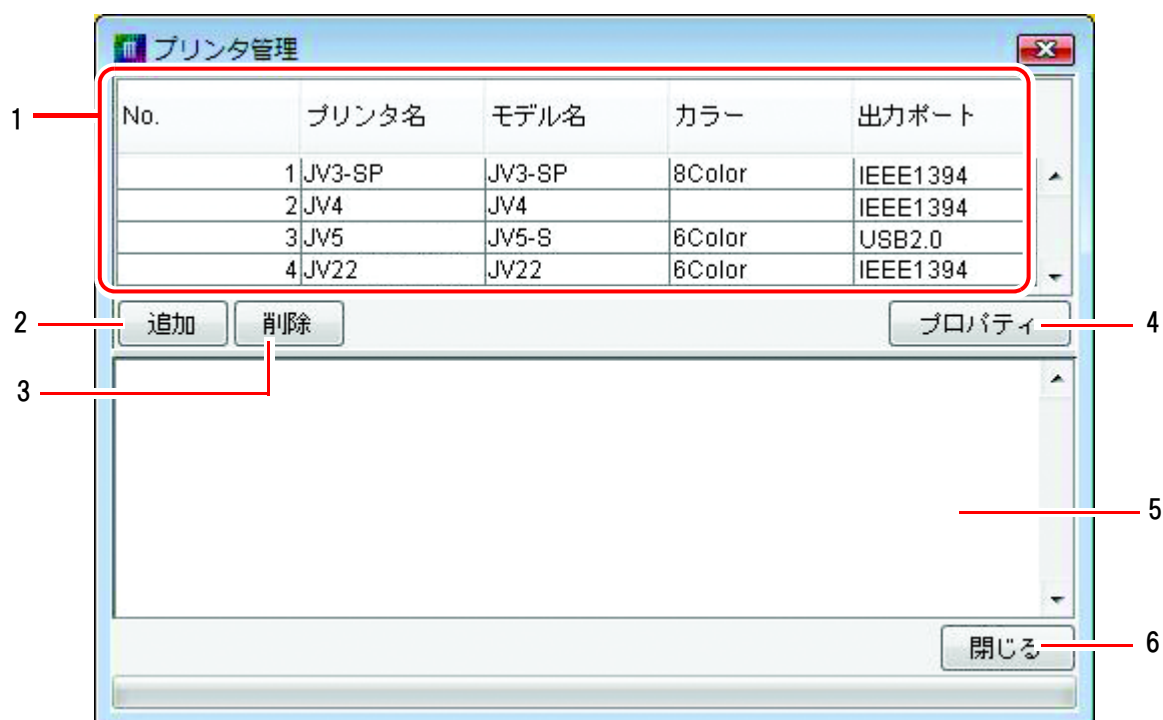 プリンタ管理
1
No. プリンタ名 モデル名 カラー 出力ポート
1 JV3-SP JV3-SP 8Color IEEE1394
2 JV4 JV4 IEEE1394
3 JV5 JV5-S 6Color USB2.0
4 JV22 JV22 6Color IEEE1394
2 追加 削除 プロパティ 4
3
5
閉じる 6